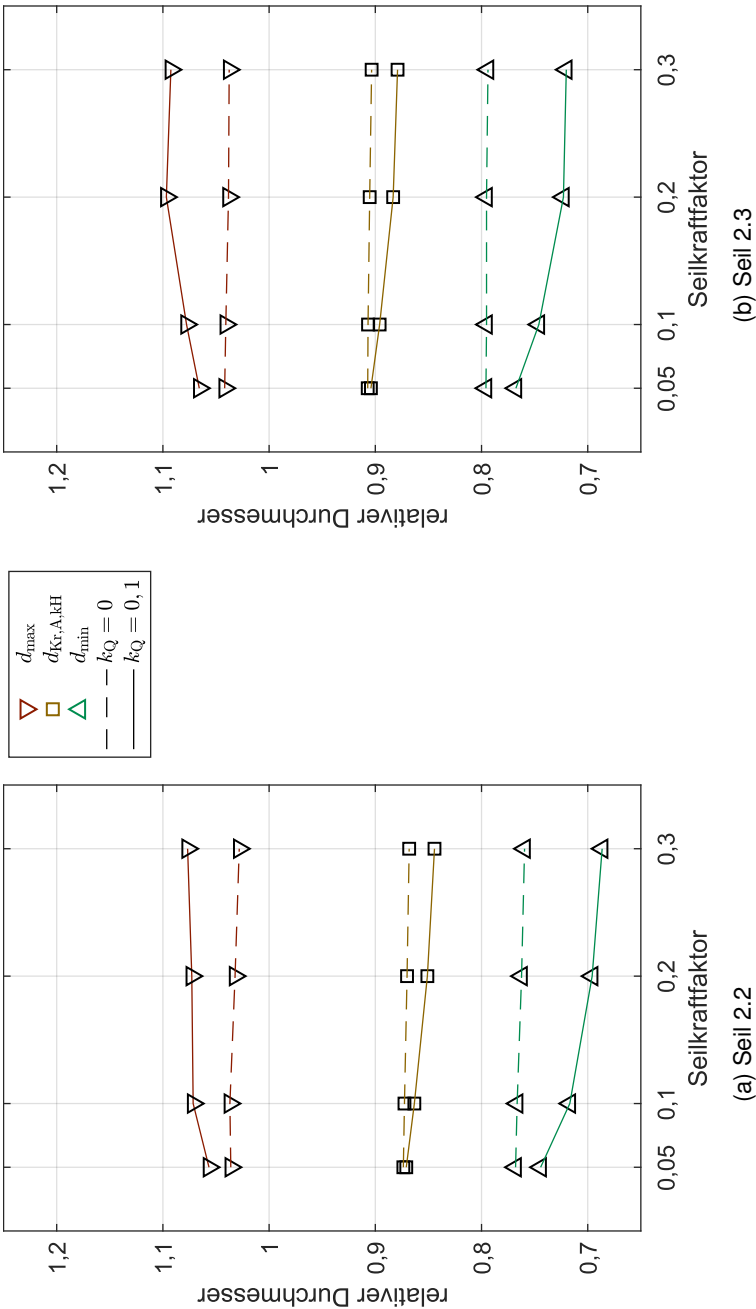 relativer Durchmesser
1,2
1,1
1
0,9
0,8
0,7
0,05
0,1
0,2
0,3
Seilkraftfaktor
(a) Seil 2.2
d_max
d_Kr,A,kH
d_min
k_Q = 0
k_Q = 0, 1
relativer Durchmesser
1,2
1,1
1
0,9
0,8
0,7
0,05
0,1
0,2
0,3
Seilkraftfaktor
(b) Seil 2.3